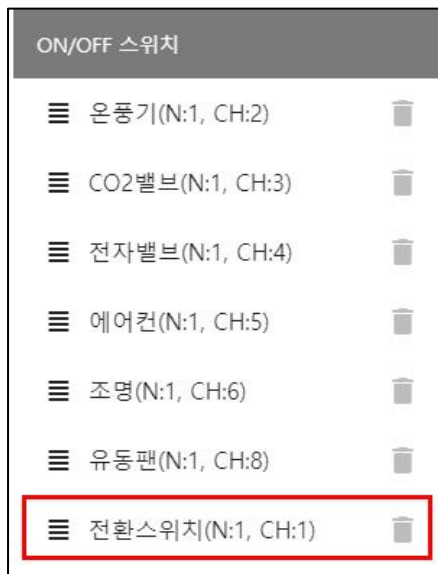 ON/OFF 스위치
온풍기(N:1, CH:2)
CO2밸브(N:1, CH:3)
전자밸브(N:1, CH:4)
에어컨(N:1, CH:5)
조명(N:1, CH:6)
유동팬(N:1, CH:8)
전환스위치(N:1, CH:1)